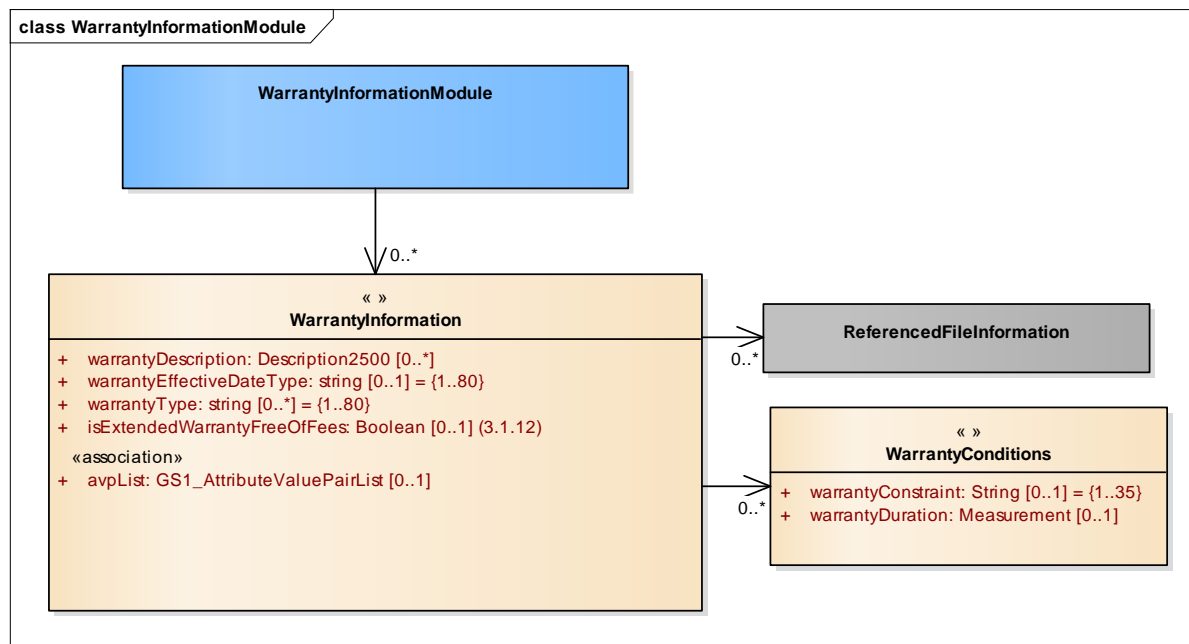 class WarrantyInformationModule
WarrantyInformationModule
0..*
« »
WarrantyInformation
+ warrantyDescription: Description2500 [0..*]
+ warrantyEffectiveDateType: string [0..1] = {1..80}
+ warrantyType: string [0..*] = {1..80}
+ isExtendedWarrantyFreeOfFees: Boolean [0..1] (3.1.12)
«association»
+ avpList: GS1_AttributeValuePairList [0..1]
0..*
ReferencedFileInformation
0..*
« »
WarrantyConditions
+ warrantyConstraint: String [0..1] = {1..35}
+ warrantyDuration: Measurement [0..1]